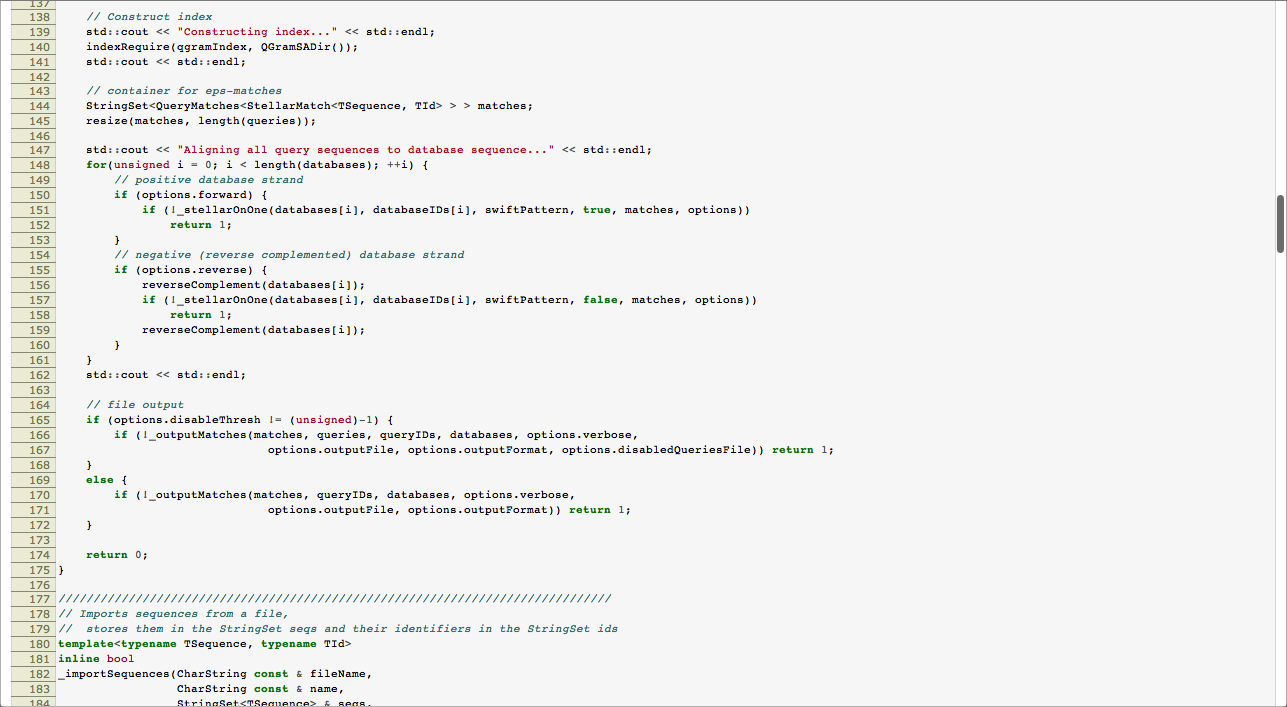 137
138 // Construct index
139 std::cout << "Constructing index..." << std::endl;
140 indexRequire(qgramIndex, QGramSADir());
141 std::cout << std::endl;
142
143 // container for eps-matches
144 StringSet<QueryMatches<StellarMatch<TSequence, TId> > > matches;
145 resize(matches, length(queries));
146
147 std::cout << "Aligning all query sequences to database sequence..." << std::endl;
148 for(unsigned i = 0; i < length(databases); ++i) {
149 // positive database strand
150 if (options.forward) {
151 if (!_stellarOnOne(databases[i], databaseIDs[i], swiftPattern, true, matches, options))
152 return 1;
153 }
154 // negative (reverse complemented) database strand
155 if (options.reverse) {
156 reverseComplement(databases[i]);
157 if (!_stellarOnOne(databases[i], databaseIDs[i], swiftPattern, false, matches, options))
158 return 1;
159 reverseComplement(databases[i]);
160 }
161 }
162 std::cout << std::endl;
163
164 // file output
165 if (options.disableThresh != (unsigned)-1) {
166 if (!_outputMatches(matches, queries, queryIDs, databases, options.verbose,
167 options.outputFile, options.outputFormat, options.disabledQueriesFile)) return 1;
168 }
169 else {
170 if (!_outputMatches(matches, queryIDs, databases, options.verbose,
171 options.outputFile, options.outputFormat)) return 1;
172 }
173
174 return 0;
175 }
176
177 ///////////////////////////////////////////////////////////////////////////////
178 // Imports sequences from a file,
179 // stores them in the StringSet seqs and their identifiers in the StringSet ids
180 template<typename TSequence, typename TId>
181 inline bool
182 _importSequences(CharString const & fileName,
183 CharString const & name,
184 StringSet<TSequence> & seqs,